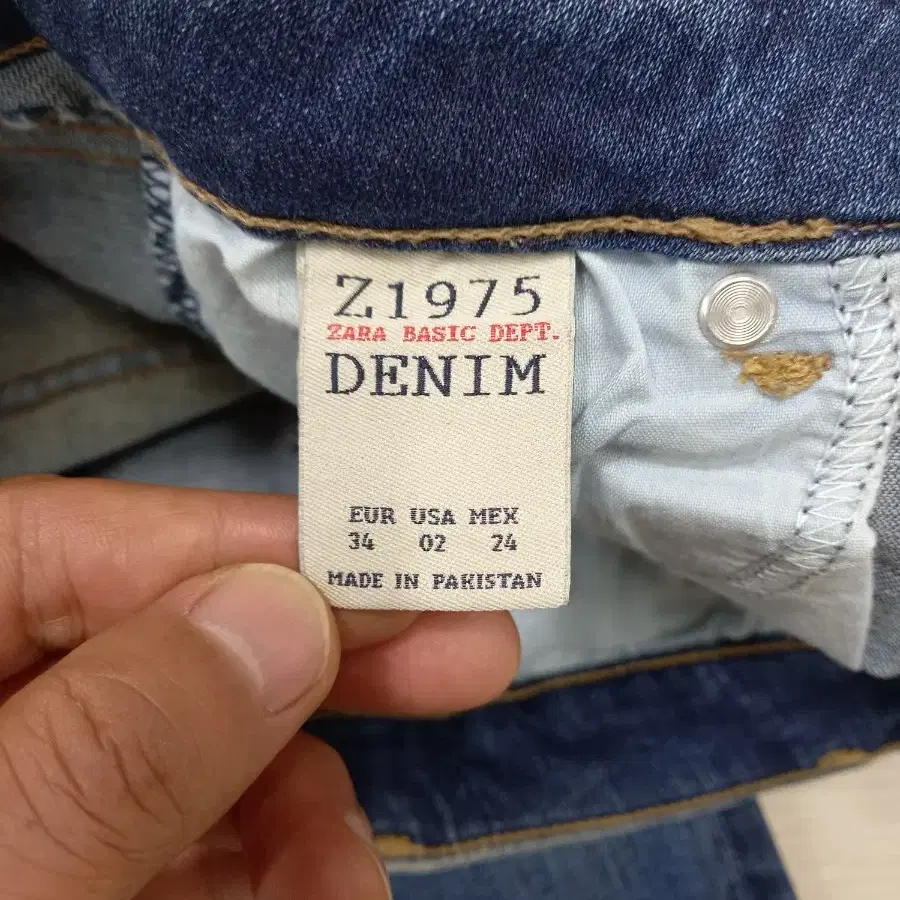 Z1975
ZARA BASIC DEPT.
DENIM
EUR USA MEX
34 02 24
MADE IN PAKISTAN